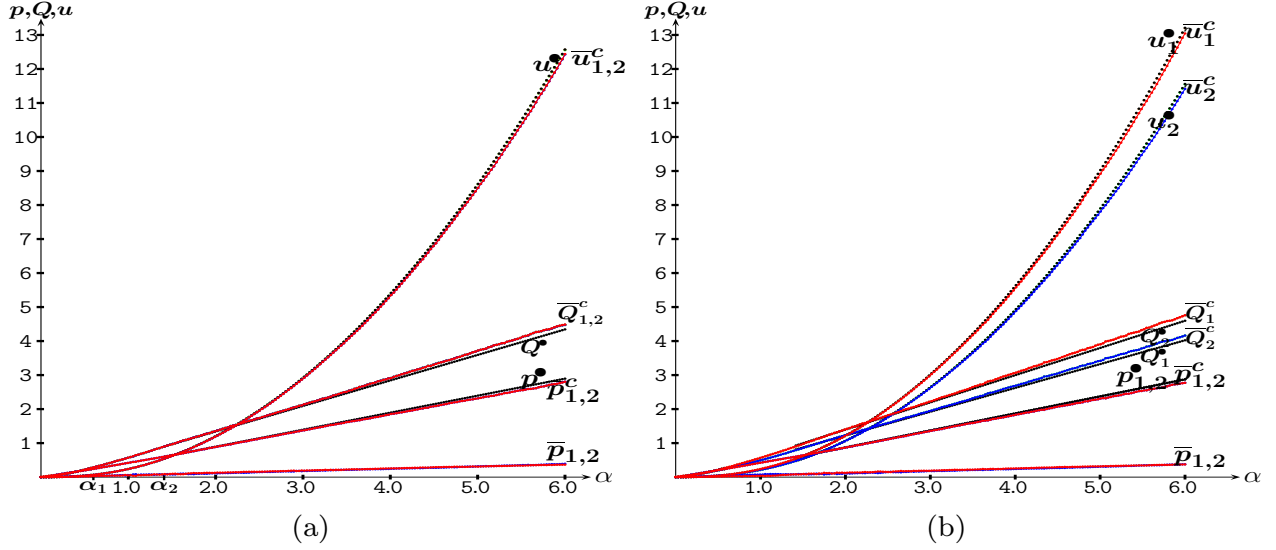 p,Q,u
13
12
11
10
9
8
7
6
5
4
3
2
1
u• u̅ᶜ₁,₂
Q̅ᶜ₁,₂
Q•
p•
pᶜ₁,₂
p̅₁,₂
α₁ 1.0 α₂ 2.0 3.0 4.0 5.0 6.0 α
(a)
p,Q,u
13
12
11
10
9
8
7
6
5
4
3
2
1
u₁• u̅ᶜ₁
u̅ᶜ₂
u₂•
Q̅ᶜ₁
Q₂•
Q̅ᶜ₂
Q₁•
p₁,₂• p̅ᶜ₁,₂
p̅₁,₂
1.0 2.0 3.0 4.0 5.0 6.0 α
(b)